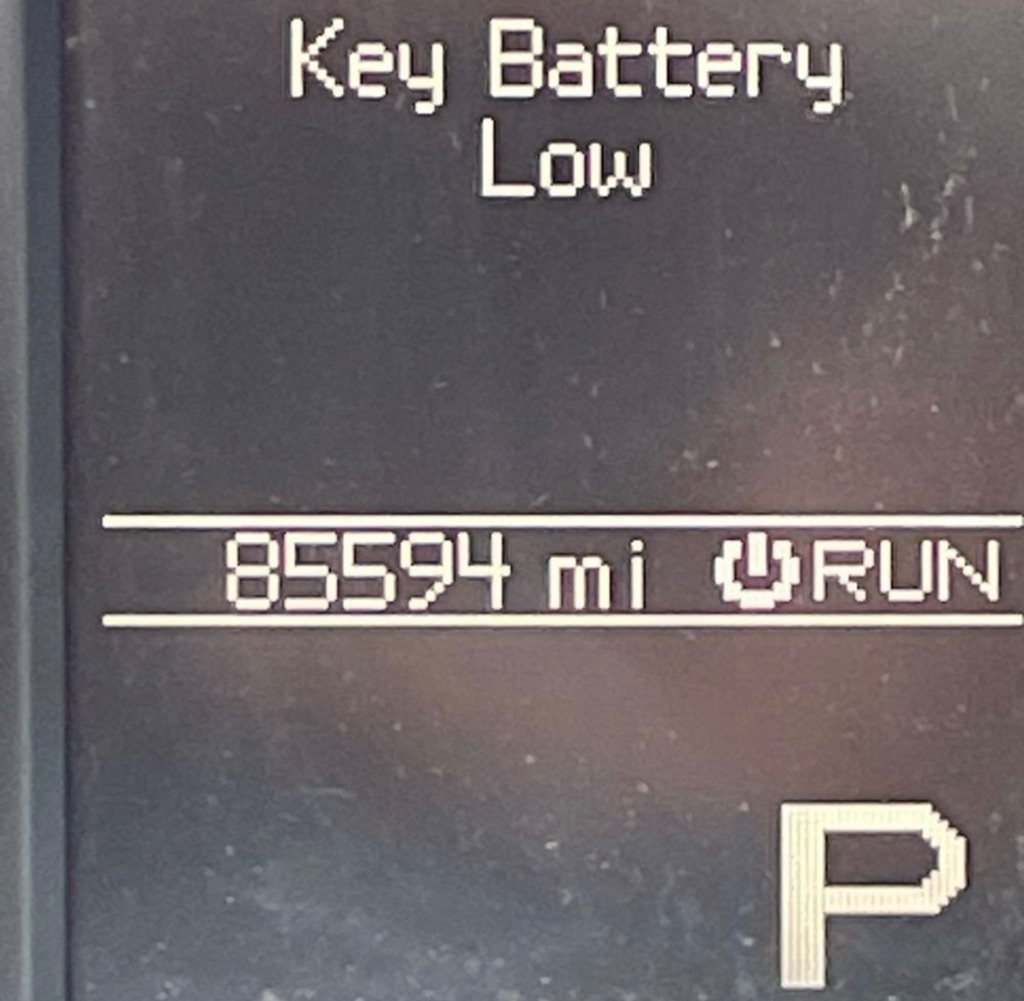 Key Battery
Low
85594 mi RUN
P